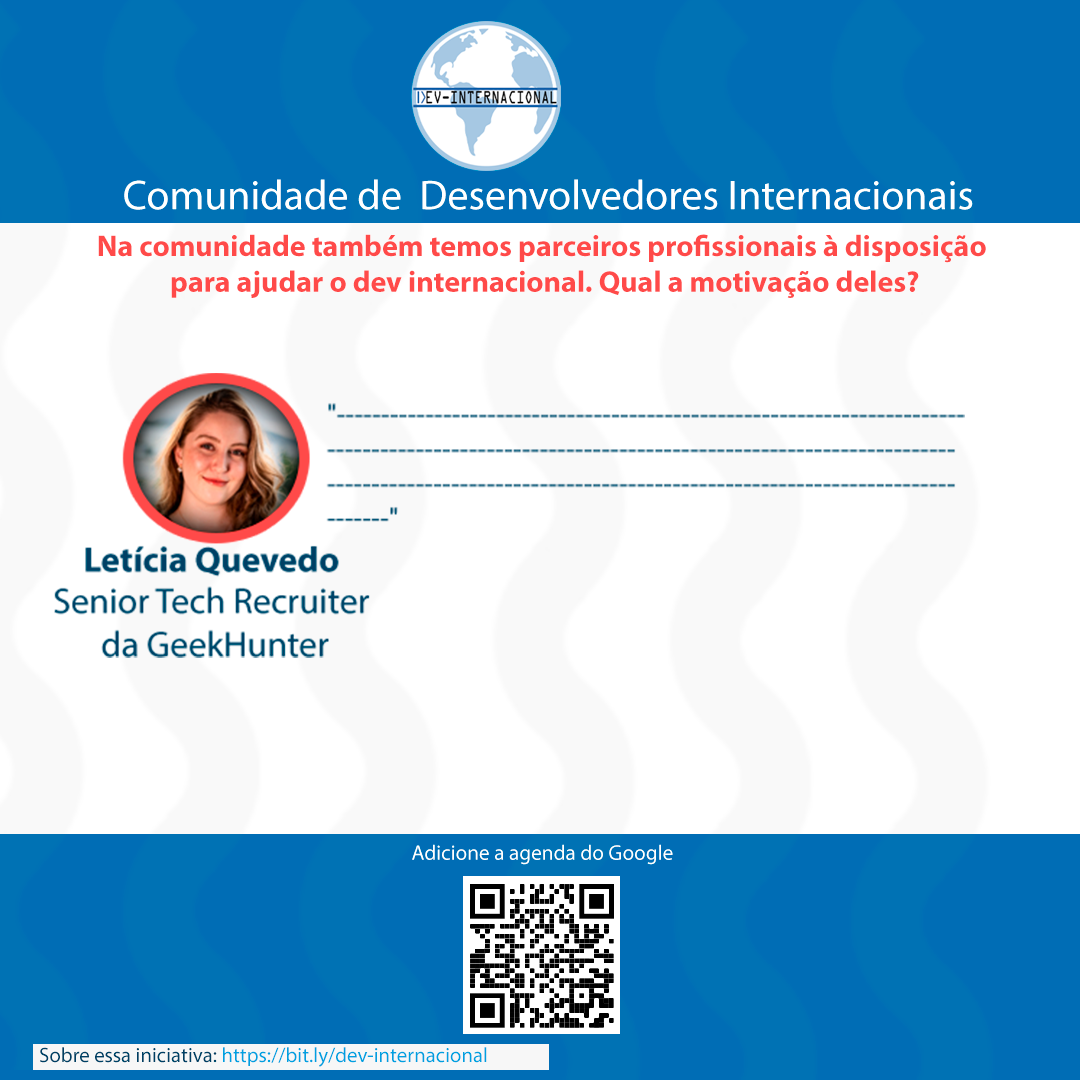 DEV-INTERNACIONAL
Comunidade de Desenvolvedores Internacionais
Na comunidade também temos parceiros profissionais à disposição
para ajudar o dev internacional. Qual a motivação deles?
"-----------------------------------------------------------------------
-----------------------------------------------------------------------
-----------------------------------------------------------------------
-------"
Letícia Quevedo
Senior Tech Recruiter
da GeekHunter
Adicione a agenda do Google
Sobre essa iniciativa: https://bit.ly/dev-internacional